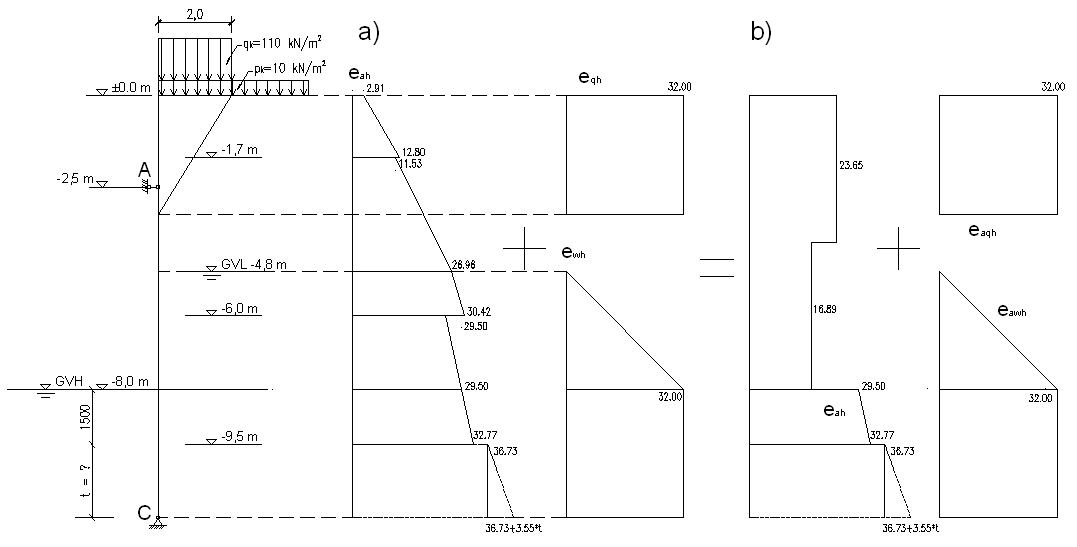 2,0
a)
b)
qk=110 kN/m²
pk=10 kN/m²
±0.0 m
eah
2.91
eqh
32.00
32.00
-1,7 m
12.80
11.53
A
-2,5 m
23.65
eaqh
ewh
GVL -4,8 m
26.96
-6,0 m
30.42
29.50
16.89
eawh
GVH
-8,0 m
29.50
32.00
29.50
32.00
eah
1500
-9,5 m
32.77
36.73
32.77
36.73
t = ?
C
36.73+3.55*t
36.73+3.55*t